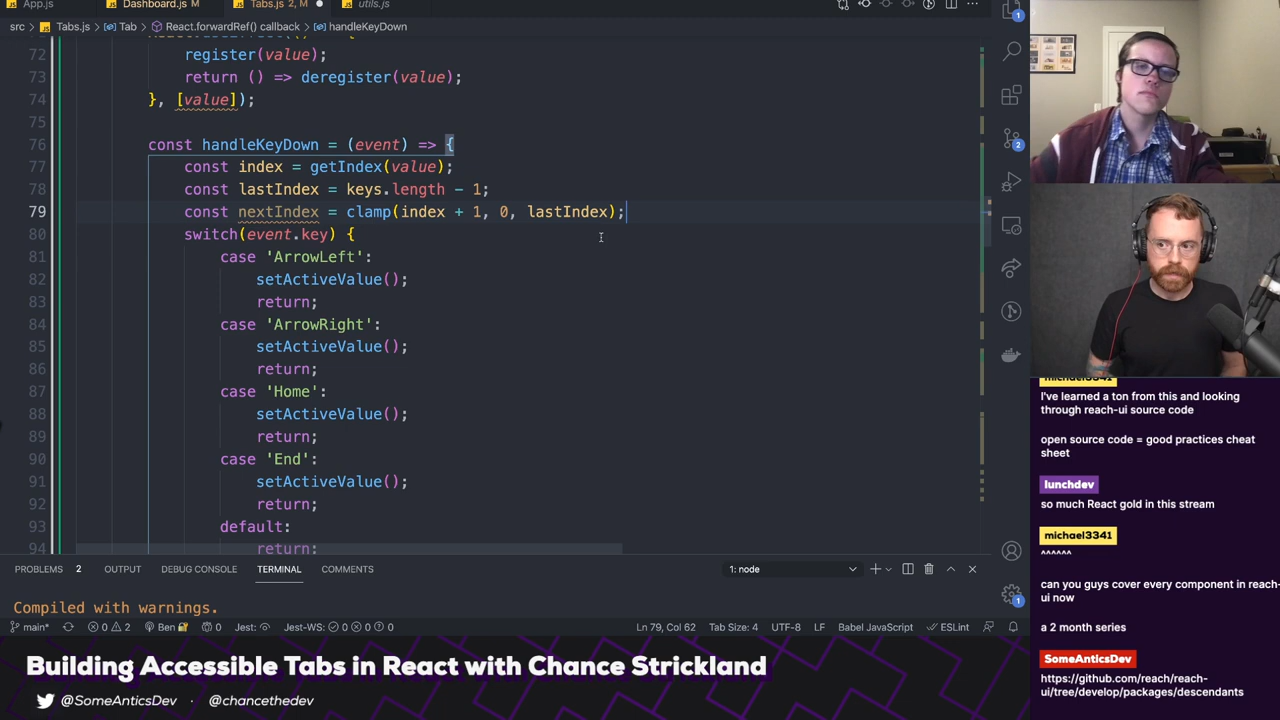 App.js
Dashboard.js M
Tabs.js 2, M
utils.js
src > Tabs.js > Tab > React.forwardRef() callback > handleKeyDown
72 register(value);
73 return () => deregister(value);
74 }, [value]);
75
76 const handleKeyDown = (event) => {
77 const index = getIndex(value);
78 const lastIndex = keys.length - 1;
79 const nextIndex = clamp(index + 1, 0, lastIndex);
80 switch(event.key) {
81 case 'ArrowLeft':
82 setActiveValue();
83 return;
84 case 'ArrowRight':
85 setActiveValue();
86 return;
87 case 'Home':
88 setActiveValue();
89 return;
90 case 'End':
91 setActiveValue();
92 return;
93 default:
94 return;
PROBLEMS 2 OUTPUT DEBUG CONSOLE TERMINAL COMMENTS
1: node
Compiled with warnings.
main* 0 2 Ben 0 Jest: Jest-WS: 0 0 0
Ln 79, Col 62 Tab Size: 4 UTF-8 LF Babel JavaScript ESLint
1
2
1
michael3341
I've learned a ton from this and looking
through reach-ui source code
open source code = good practices cheat
sheet
lunchdev
so much React gold in this stream
michael3341
^^^^^^
can you guys cover every component in reach-
ui now
a 2 month series
SomeAnticsDev
https://github.com/reach/reach-
ui/tree/develop/packages/descendants
Building Accessible Tabs in React with Chance Strickland
@SomeAnticsDev · @chancethedev